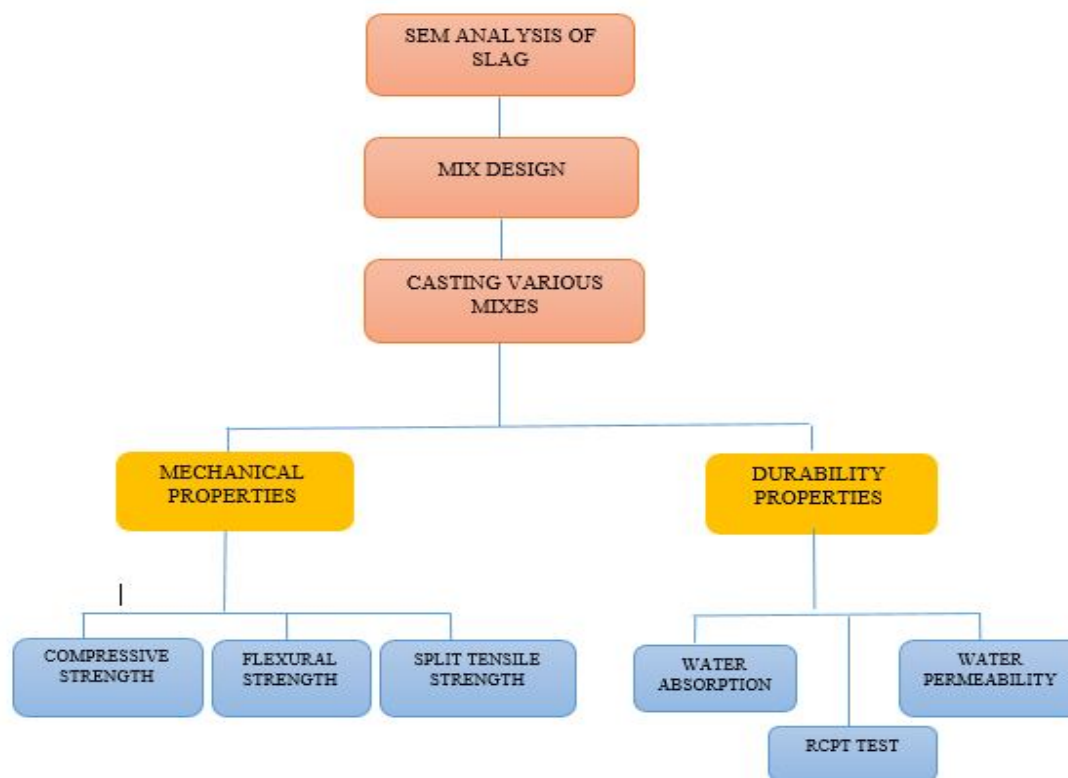 SEM ANALYSIS OF
SLAG
MIX DESIGN
CASTING VARIOUS
MIXES
MECHANICAL
PROPERTIES
DURABILITY
PROPERTIES
COMPRESSIVE
STRENGTH
FLEXURAL
STRENGTH
SPLIT TENSILE
STRENGTH
WATER
ABSORPTION
WATER
PERMEABILITY
RCPT TEST